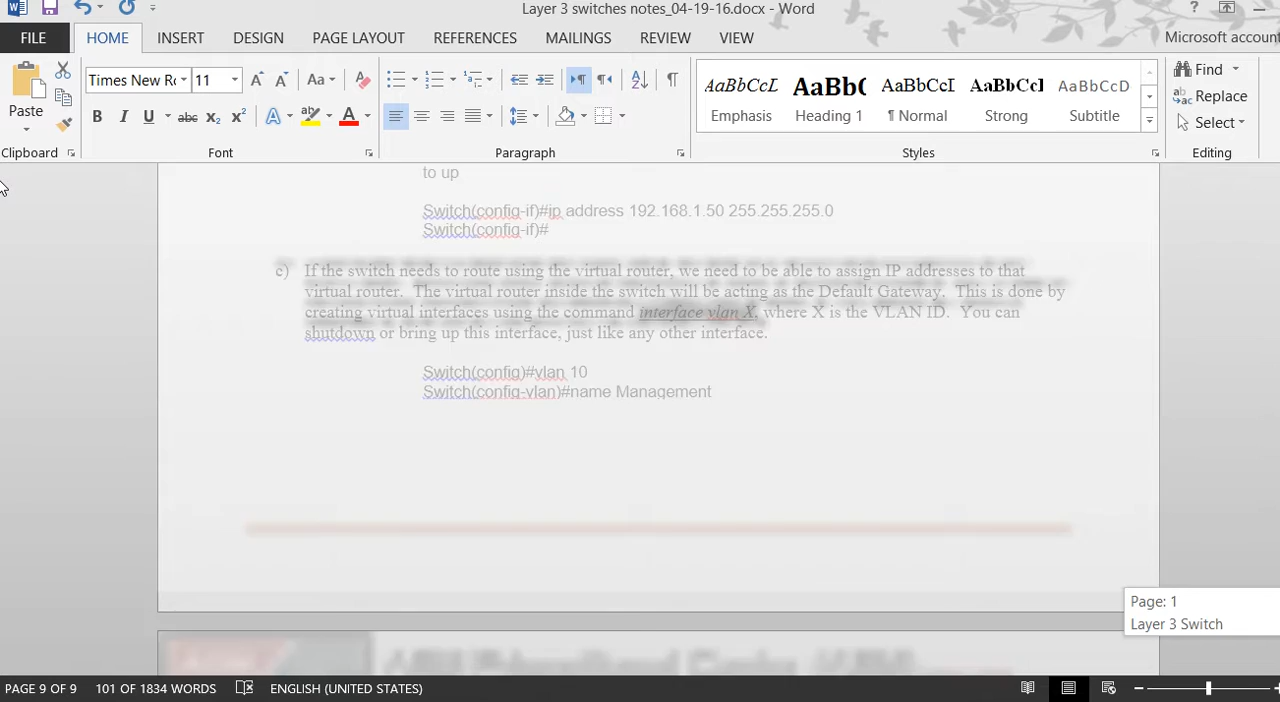 Layer 3 switches notes_04-19-16.docx - Word
FILE HOME INSERT DESIGN PAGE LAYOUT REFERENCES MAILINGS REVIEW VIEW Microsoft account
Times New Ro 11 Aa AaBbCcL AaBbC AaBbCcI AaBbCcI AaBbCcD Find
Paste B I U abc X₂ X² A A Emphasis Heading 1 ¶ Normal Strong Subtitle Replace
Select
Clipboard Font Paragraph Styles Editing
to up
Switch(config-if)#ip address 192.168.1.50 255.255.255.0
Switch(config-if)#
c) If the switch needs to route using the virtual router, we need to be able to assign IP addresses to that
virtual router. The virtual router inside the switch will be acting as the Default Gateway. This is done by
creating virtual interfaces using the command interface vlan X, where X is the VLAN ID. You can
shutdown or bring up this interface, just like any other interface.
Switch(config)#vlan 10
Switch(config-vlan)#name Management
Page: 1
Layer 3 Switch
PAGE 9 OF 9 101 OF 1834 WORDS ENGLISH (UNITED STATES)